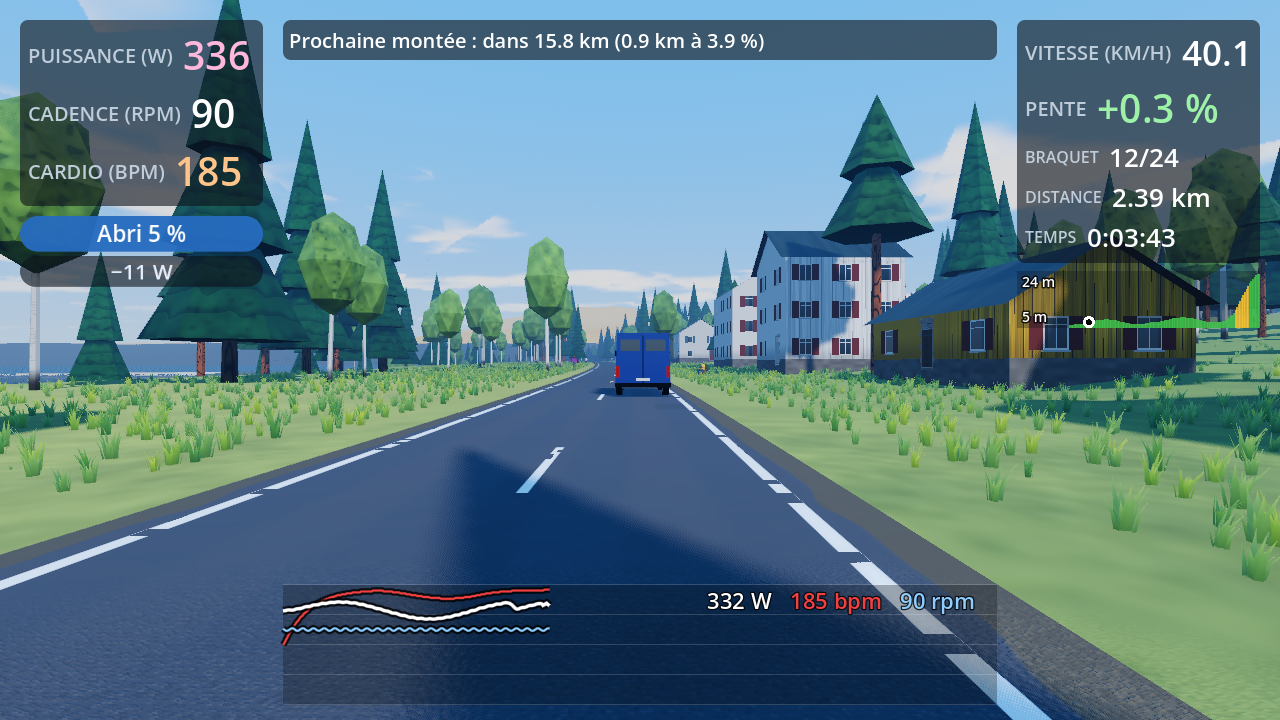 PUISSANCE (W) 336
CADENCE (RPM) 90
CARDIO (BPM) 185
Abri 5 %
−11 W
Prochaine montée : dans 15.8 km (0.9 km à 3.9 %)
VITESSE (KM/H) 40.1
PENTE +0.3 %
BRAQUET 12/24
DISTANCE 2.39 km
TEMPS 0:03:43
24 m
5 m
332 W 185 bpm 90 rpm